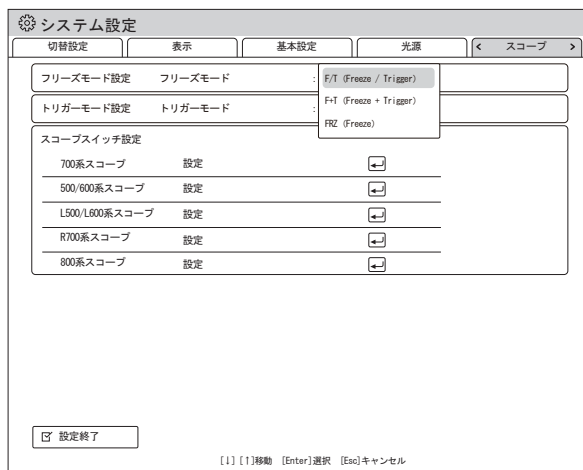 システム設定
切替設定 表示 基本設定 光源 < スコープ >
フリーズモード設定 フリーズモード : F/T (Freeze / Trigger)
F+T (Freeze + Trigger)
FRZ (Freeze)
トリガーモード設定 トリガーモード :
スコープスイッチ設定
700系スコープ 設定
500/600系スコープ 設定
L500/L600系スコープ 設定
R700系スコープ 設定
800系スコープ 設定
設定終了
[↓] [↑]移動 [Enter]選択 [Esc]キャンセル